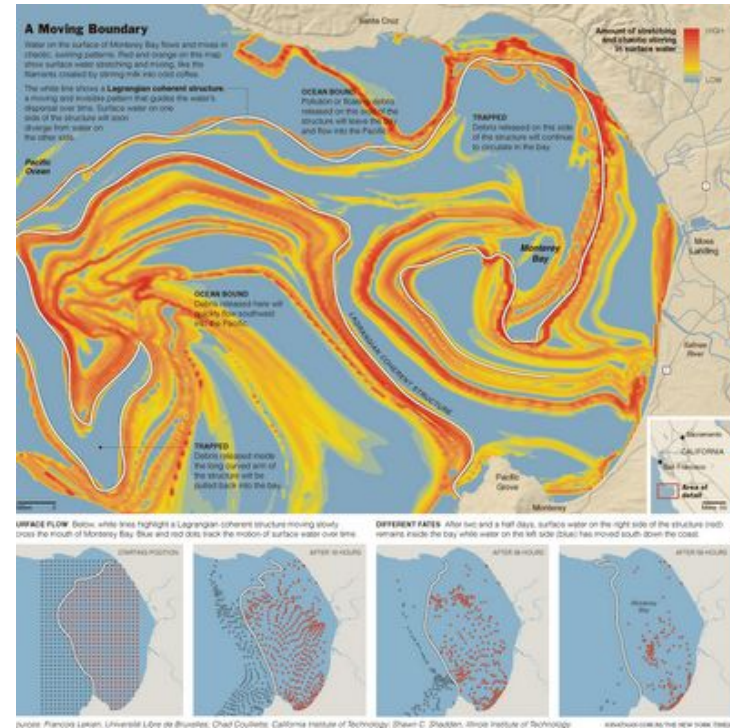 A Moving Boundary
Water on the surface of Monterey Bay flows and mixes in
chaotic, swirling patterns. Red and orange on this map
show surface water stretching and mixing, like the
filaments created by stirring milk into cold coffee.
The white line shows a Lagrangian coherent structure,
a moving and invisible pattern that guides the water's
dispersal over time. Surface water on one
side of the structure will soon
diverge from water on
the other side.
Santa Cruz
Amount of stretching
and chaotic stirring
in surface water
HIGH
LOW
OCEAN BOUND
Pollution or floating debris
released on this side of the
structure will leave the bay
and flow into the Pacific.
TRAPPED
Debris released on this side
of the structure will continue
to circulate in the bay.
Pacific
Ocean
Monterey
Bay
Moss
Landing
OCEAN BOUND
Debris released here will
quickly flow southwest
into the Pacific.
LAGRANGIAN COHERENT STRUCTURE
Salinas
River
TRAPPED
Debris released inside
the long curved arm of
the structure will be
pulled back into the bay.
Pacific
Grove
Monterey
Sacramento
CALIFORNIA
San Francisco
Area of
detail
URFACE FLOW Below, white lines highlight a Lagrangian coherent structure moving slowly
cross the mouth of Monterey Bay. Blue and red dots track the motion of surface water over time.
DIFFERENT FATES After two and a half days, surface water on the right side of the structure (red)
remains inside the bay while water on the left side (blue) has moved south down the coast.
STARTING POSITION
AFTER HOURS
AFTER HOURS
AFTER HOURS
Monterey
Bay
ources: Francois Lekien, Université Libre de Bruxelles; Chad Coulliette, California Institute of Technology; Shawn C. Shadden, Illinois Institute of Technology
THE NEW YORK TIMES